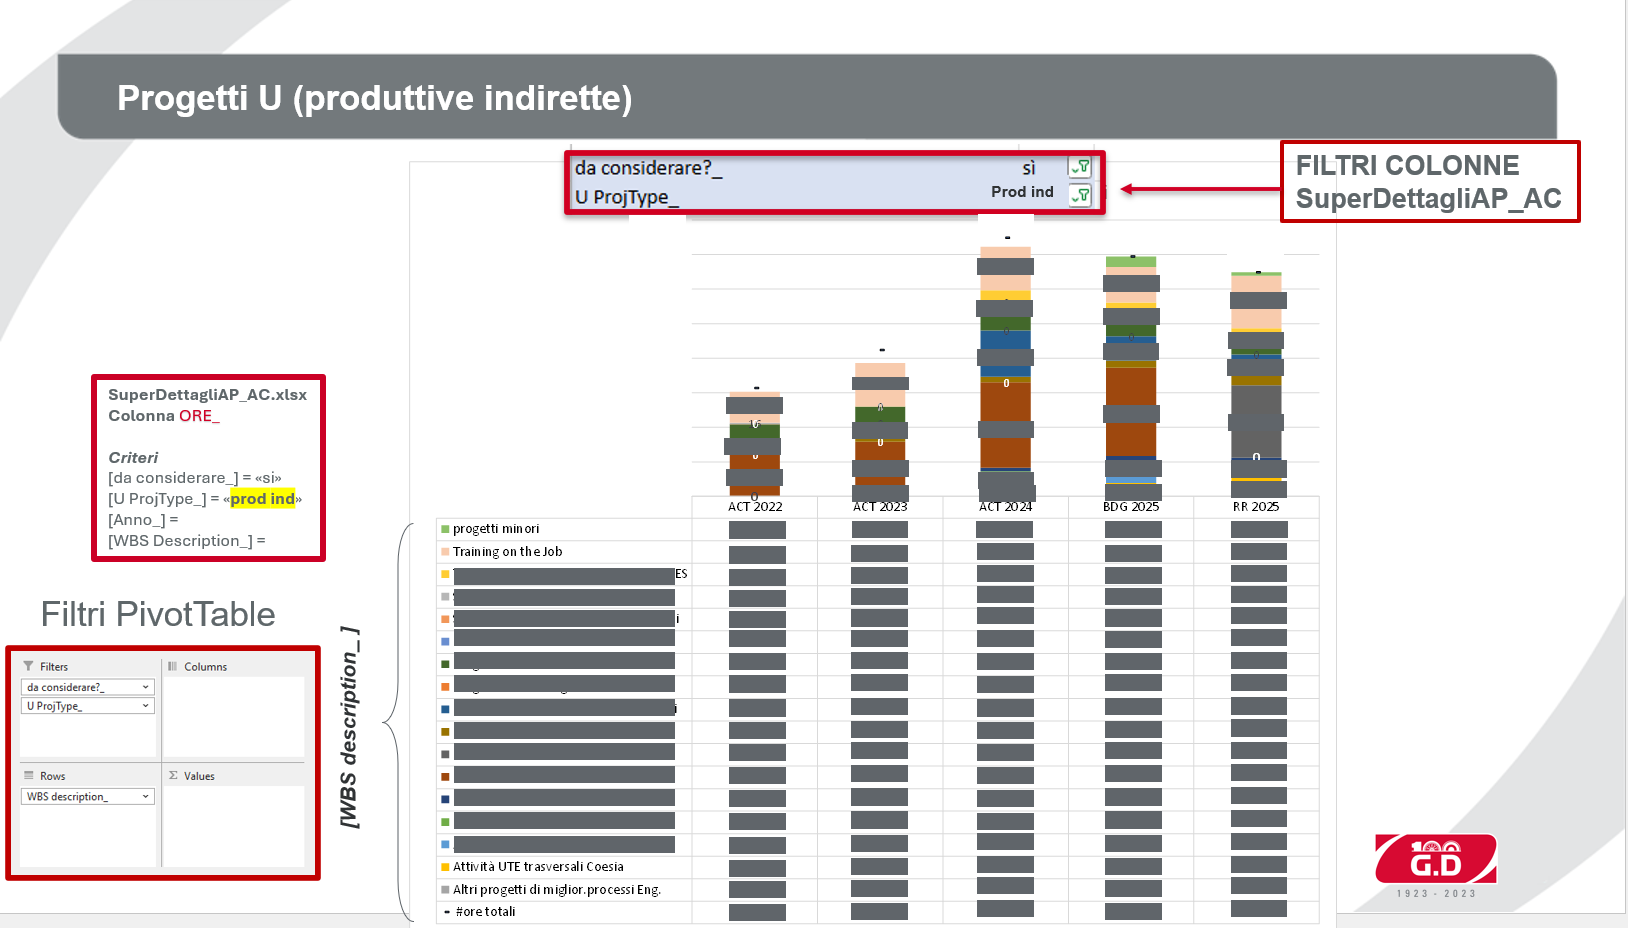 Progetti U (produttive indirette)
da considerare?_ sì
U ProjType_ Prod ind
FILTRI COLONNE
SuperDettagliAP_AC
SuperDettagliAP_AC.xlsx
Colonna ORE_
Criteri
[da considerare_] = «si»
[U ProjType_] = «prod ind»
[Anno_] =
[WBS Description_] =
Filtri PivotTable
Filters
Columns
da considerare?_
U ProjType_
Rows
Σ Values
WBS description_
[WBS description_]
ACT 2022 ACT 2023 ACT 2024 BDG 2025 RR 2025
progetti minori
Training on the Job
ES
Attività UTE trasversali Coesia
Altri progetti di miglior.processi Eng.
#ore totali
100
G.D
1923 - 2023